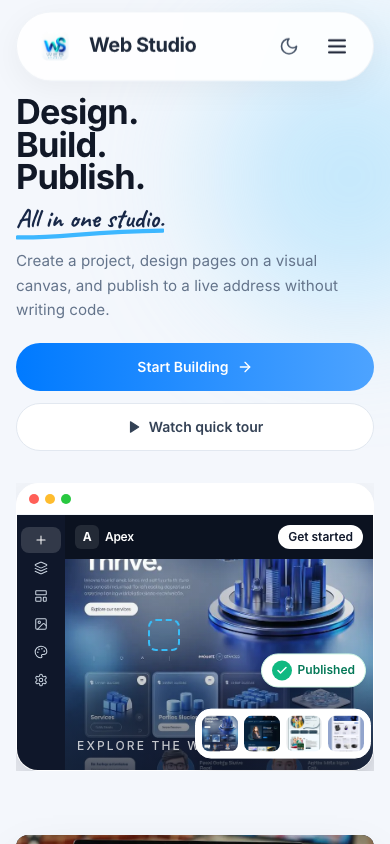 WS
Web Studio
Design.
Build.
Publish.
All in one studio.
Create a project, design pages on a visual
canvas, and publish to a live address without
writing code.
Start Building
Watch quick tour
A
Apex
Get started
Thrive.
Explore our services
Published
Services
EXPLORE THE W